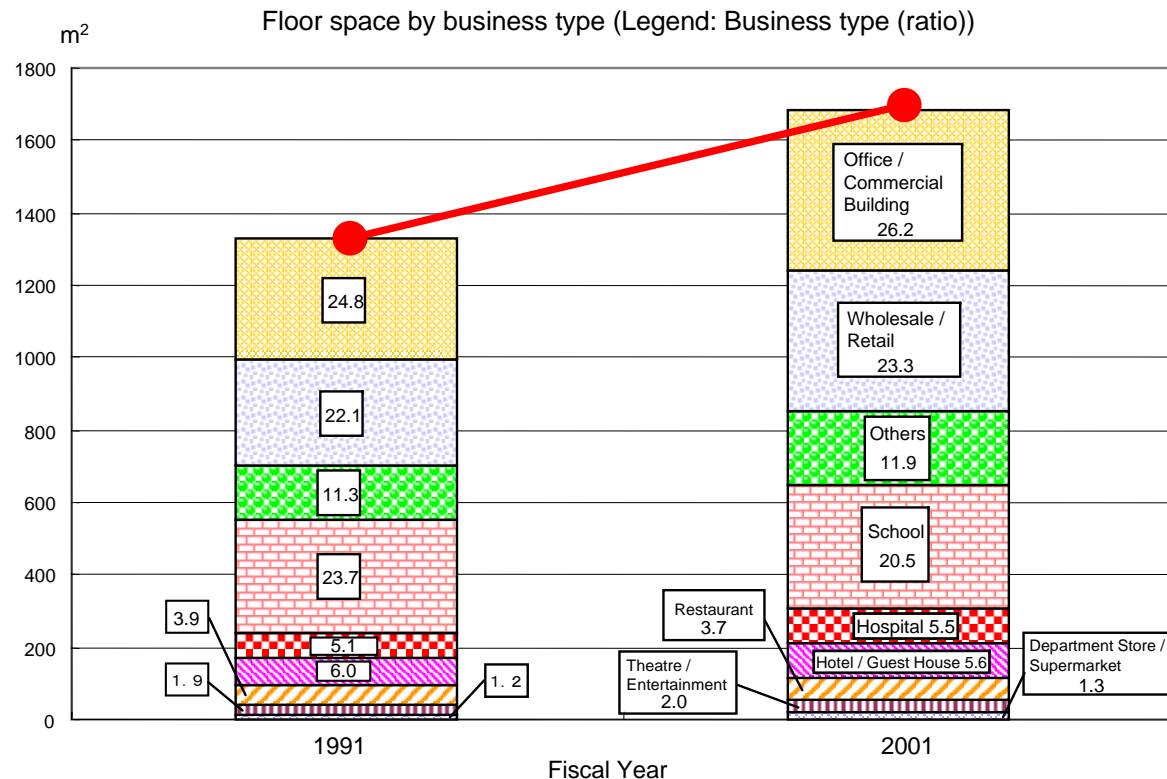 Floor space by business type (Legend: Business type (ratio))
m²
1800
1600
1400
1200
1000
800
600
400
200
0
24.8
22.1
11.3
23.7
5.1
6.0
3.9
1. 9
1. 2
Office /
Commercial
Building
26.2
Wholesale /
Retail
23.3
Others
11.9
School
20.5
Hospital 5.5
Hotel / Guest House 5.6
Restaurant
3.7
Theatre /
Entertainment
2.0
Department Store /
Supermarket
1.3
1991
2001
Fiscal Year